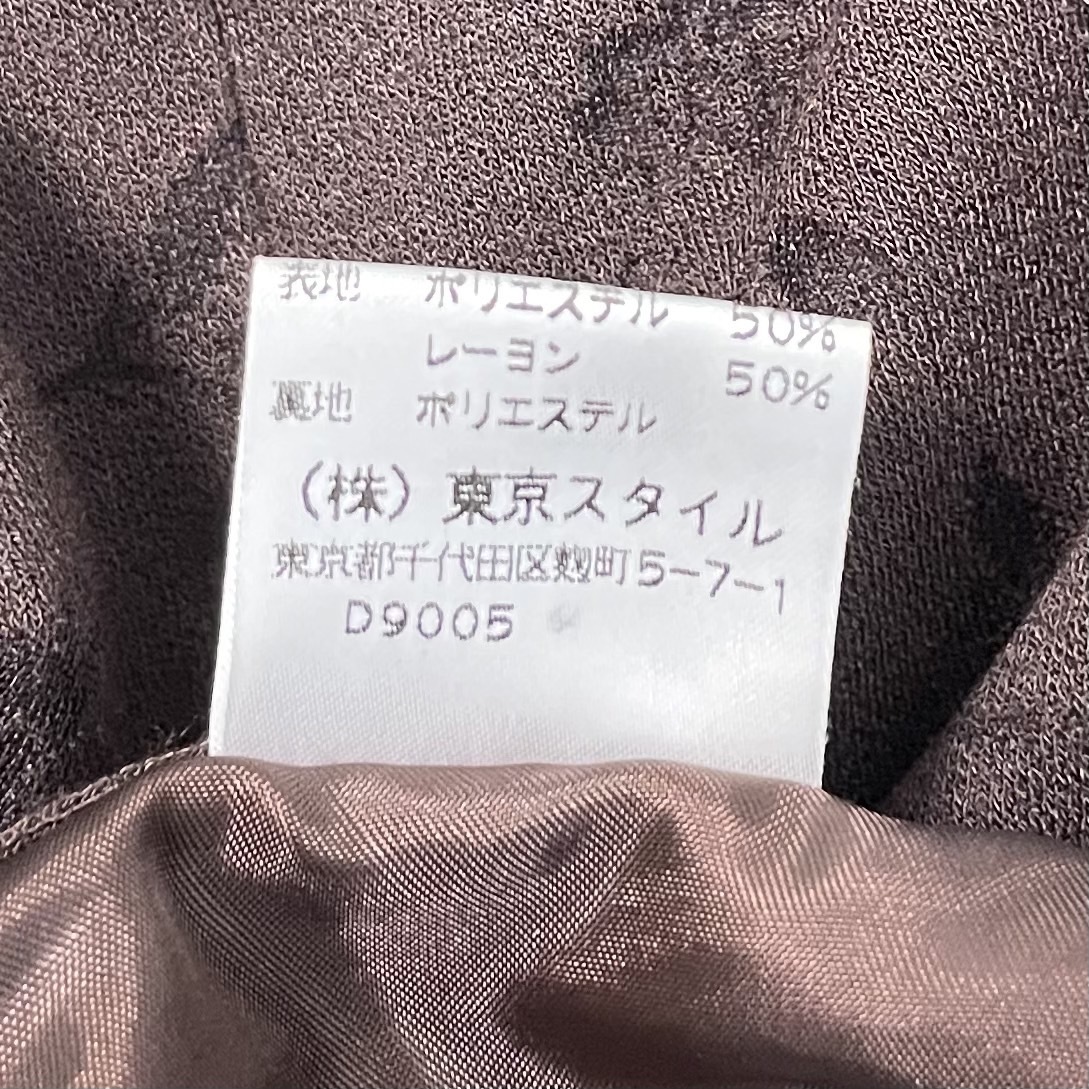 表地 ポリエステル 50%
レーヨン 50%
裏地 ポリエステル
（株）東京スタイル
東京都千代田区麹町5-7-1
D9005